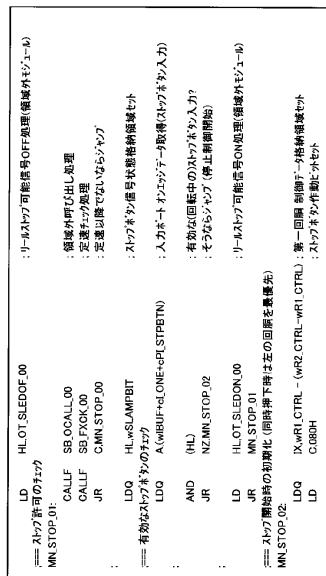 LD HL,OT_SLEDOF_00 ;リールストップ可能信号OFF処理(領域外モジュール)
;=== ストップ許可のチェック
MN_STOP_01:
CALLF SB_OCALL_00 ;領域外呼び出し処理
CALLF SB_FXCK_00 ;定速チェック処理
JR C,MN_STOP_00 ;定速以降でないならジャンプ
;;
LDQ HL,wSLAMPBIT ;ストップボタン信号状態格納領域セット
;=== 有効なストップボタンのチェック
LDQ A,(wIBUF+oI_ONE+cPI_STPBTN) ;入力ポート オンエッジデータ取得(ストップボタン入力)
;;
AND (HL) ;有効な(回転中の)ストップボタン入力?
JR NZ,MN_STOP_02 ;そうならジャンプ(停止制御開始)
;;
LD HL,OT_SLEDON_00 ;リールストップ可能信号ON処理(領域外モジュール)
JR MN_STOP_01
;=== ストップ開始時の初期化 (同時押下時は左の回胴を最優先)
MN_STOP_02:
LDQ IX,wR1_CTRL - (wR2_CTRL-wR1_CTRL) ;第一回胴 制御データ格納領域セット
LD C,080H ;ストップボタン作動ビットセット
;;